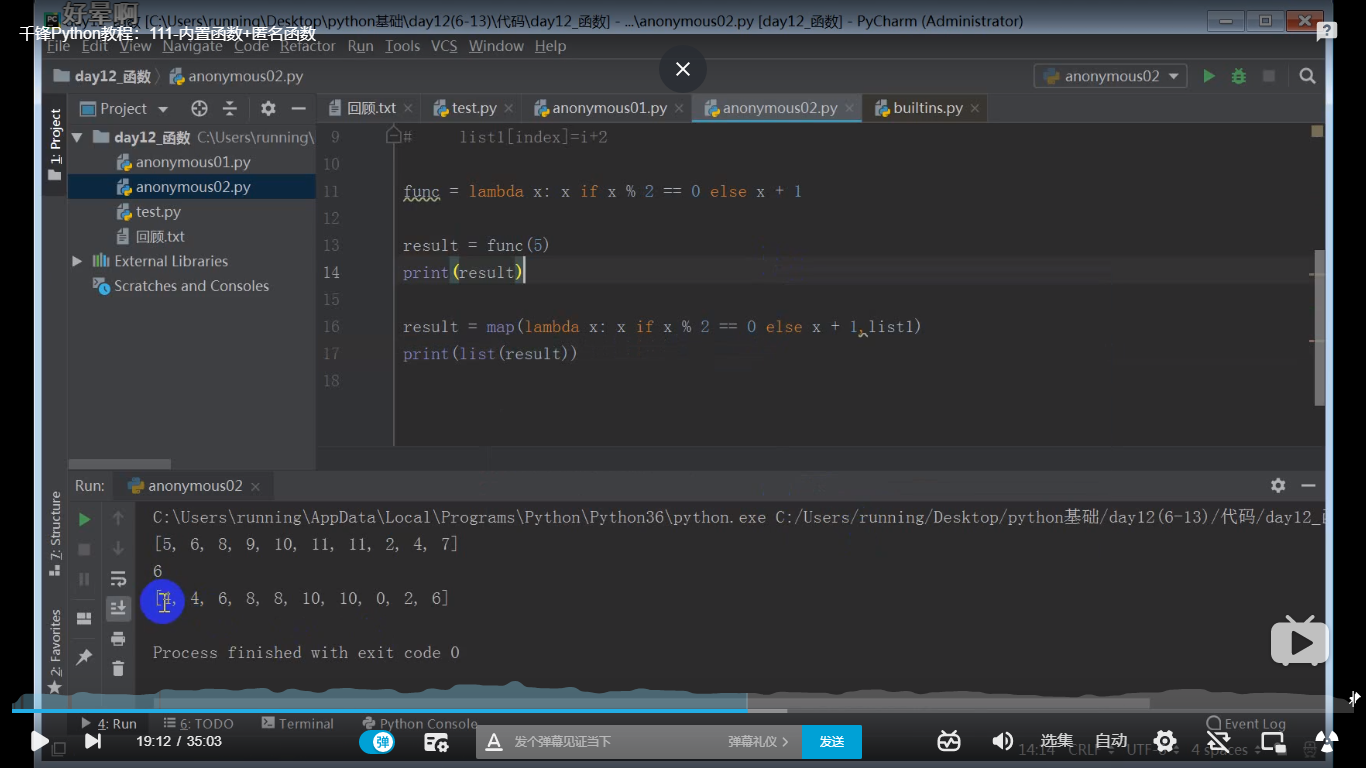 好晕啊
[C:\Users\running\Desktop\python基础\day12(6-13)\代码\day12_函数] - ...\anonymous02.py [day12_函数] - PyCharm (Administrator)
千锋Python教程：111-内置函数+匿名函数
File Edit View Navigate Code Refactor Run Tools VCS Window Help
day12_函数 anonymous02.py
anonymous02
Project
回顾.txt test.py anonymous01.py anonymous02.py builtins.py
1: Project
day12_函数 C:\Users\running\
anonymous01.py
anonymous02.py
test.py
回顾.txt
External Libraries
Scratches and Consoles
9 # list1[index]=i+2
10
11 func = lambda x: x if x % 2 == 0 else x + 1
12
13 result = func(5)
14 print(result)
15
16 result = map(lambda x: x if x % 2 == 0 else x + 1,list1)
17 print(list(result))
18
Run: anonymous02
7: Structure
2: Favorites
C:\Users\running\AppData\Local\Programs\Python\Python36\python.exe C:/Users/running/Desktop/python基础/day12(6-13)/代码/day12_
[5, 6, 8, 9, 10, 11, 11, 2, 4, 7]
6
[4, 4, 6, 8, 8, 10, 10, 0, 2, 6]
Process finished with exit code 0
4: Run 6: TODO Terminal Python Console Event Log
19:12 / 35:03 弹 发个弹幕见证当下 弹幕礼仪 > 发送 选集 自动
14:14 CRLF UTF-8 4 spaces